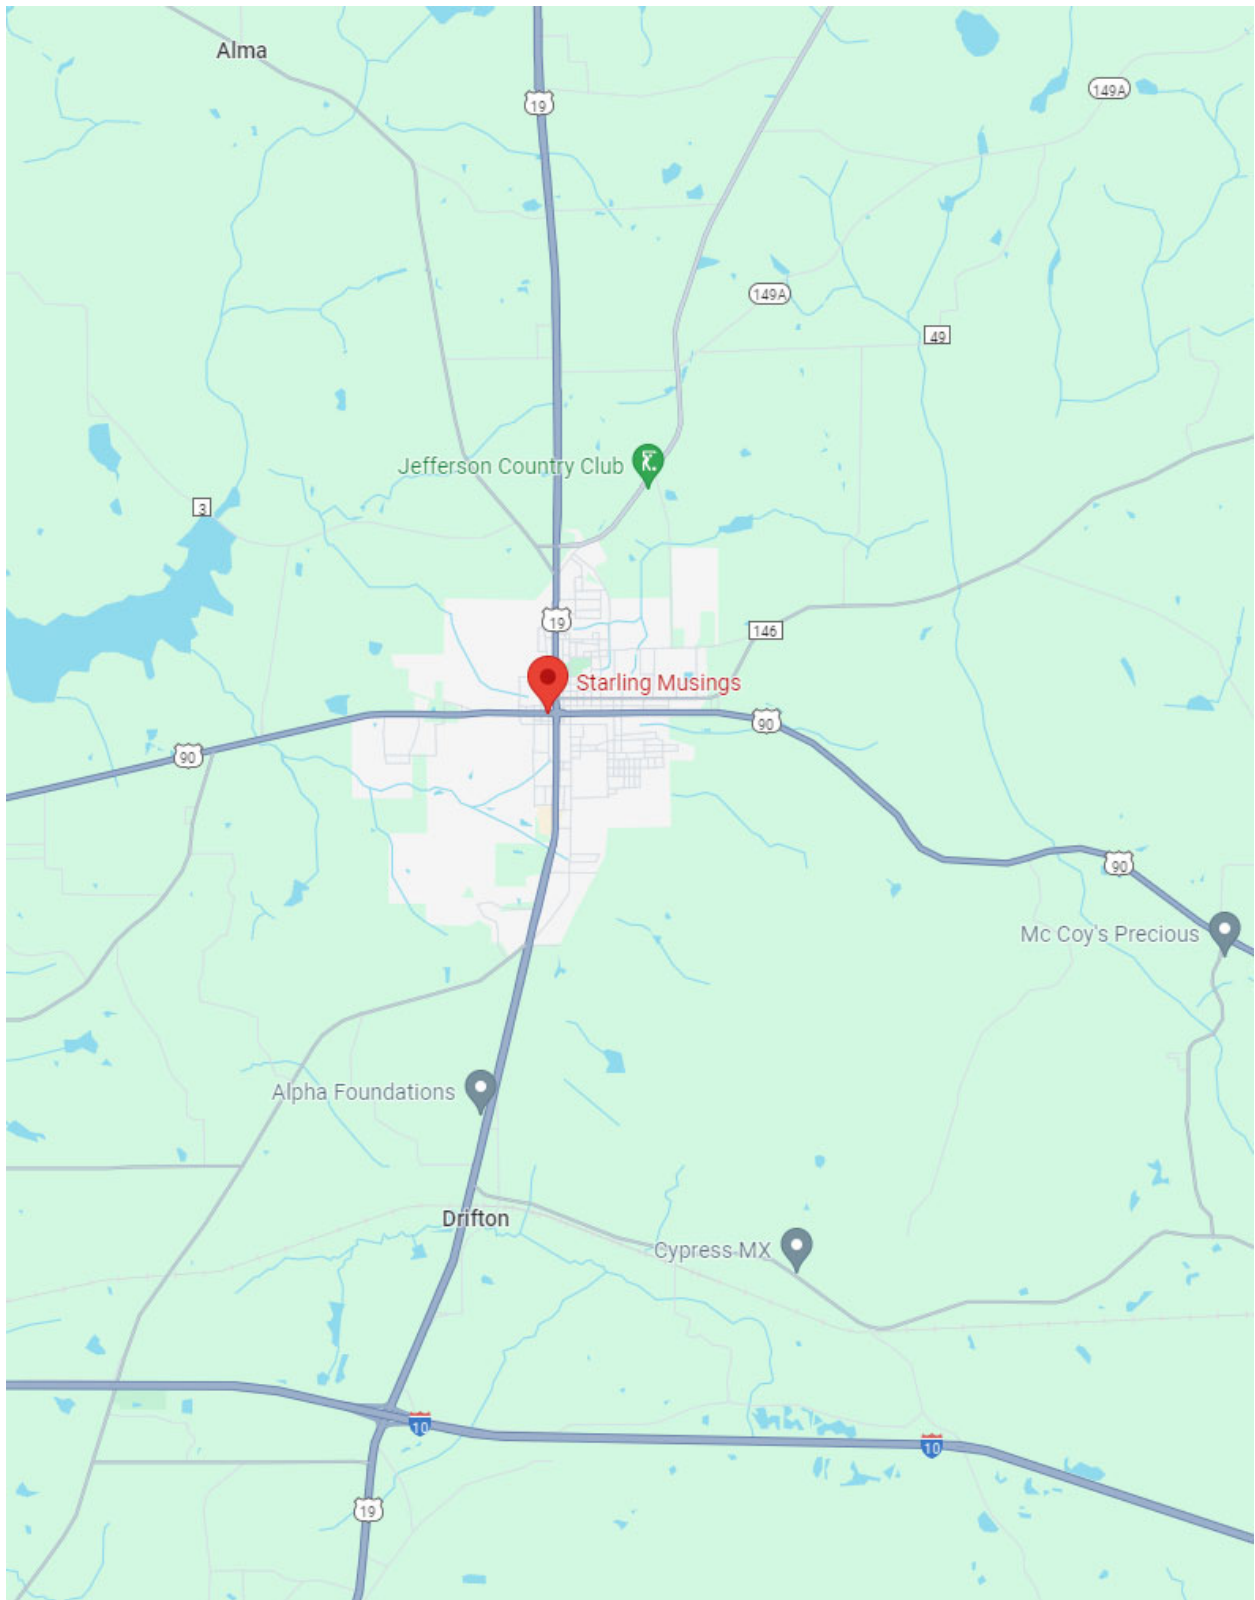 Alma
19
149A
149A
49
Jefferson Country Club
3
19
146
Starling Musings
90
90
90
Mc Coy's Precious
Alpha Foundations
Drifton
Cypress MX
10
10
19